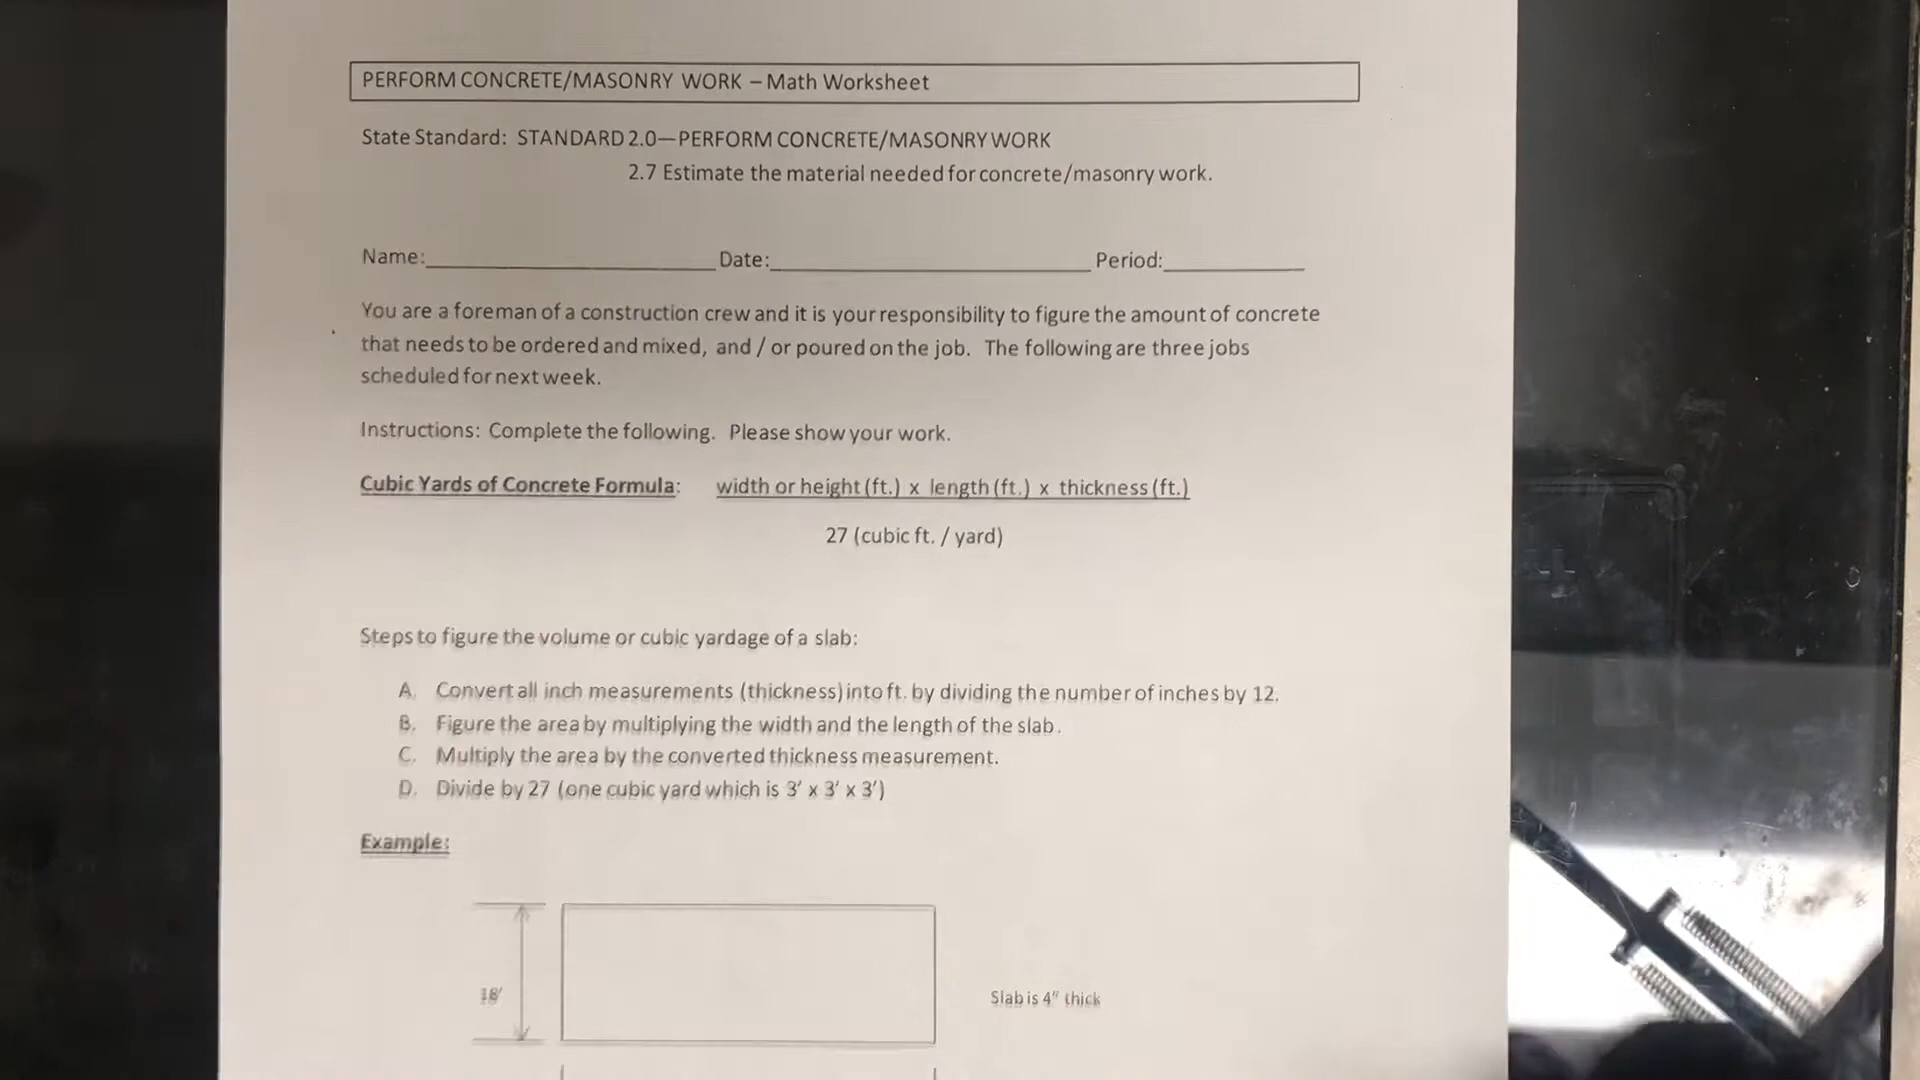 PERFORM CONCRETE/MASONRY WORK – Math Worksheet
State Standard: STANDARD 2.0—PERFORM CONCRETE/MASONRY WORK
2.7 Estimate the material needed for concrete/masonry work.
Name:____________________Date:____________________Period:__________
You are a foreman of a construction crew and it is your responsibility to figure the amount of concrete
that needs to be ordered and mixed, and / or poured on the job. The following are three jobs
scheduled for next week.
Instructions: Complete the following. Please show your work.
Cubic Yards of Concrete Formula: width or height (ft.) x length (ft.) x thickness (ft.)
27 (cubic ft. / yard)
Steps to figure the volume or cubic yardage of a slab:
A. Convert all inch measurements (thickness) into ft. by dividing the number of inches by 12.
B. Figure the area by multiplying the width and the length of the slab.
C. Multiply the area by the converted thickness measurement.
D. Divide by 27 (one cubic yard which is 3' x 3' x 3')
Example:
18'
Slab is 4" thick